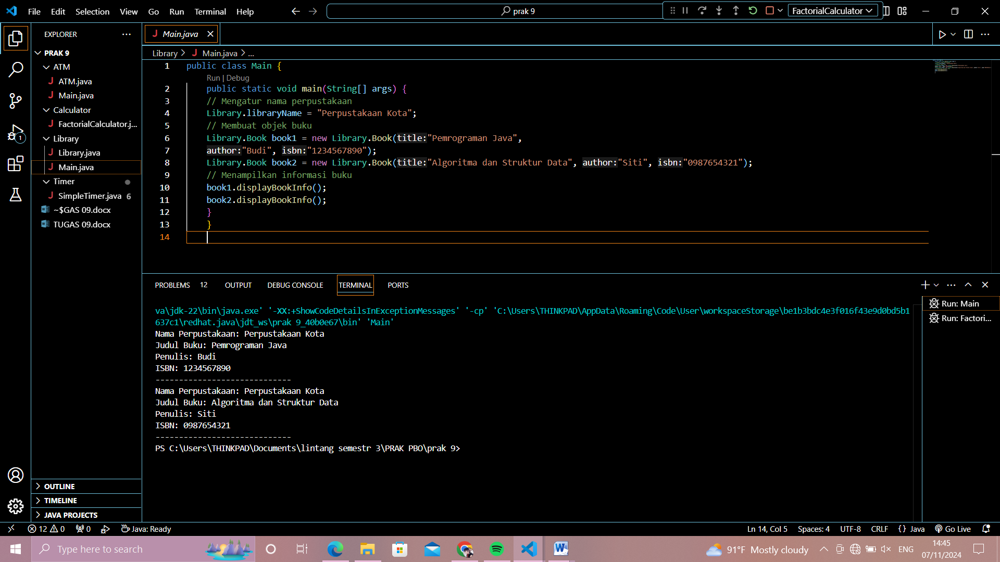 File Edit Selection View Go Run Terminal Help
prak 9
FactorialCalculator
EXPLORER
PRAK 9
ATM
J ATM.java
J Main.java
Calculator
J FactorialCalculator.j...
Library
J Library.java
J Main.java
Timer
J SimpleTimer.java 6
~$GAS 09.docx
TUGAS 09.docx
OUTLINE
TIMELINE
JAVA PROJECTS
1
J Main.java
Library > J Main.java > ...
1 public class Main {
Run | Debug
2 public static void main(String[] args) {
3 // Mengatur nama perpustakaan
4 Library.libraryName = "Perpustakaan Kota";
5 // Membuat objek buku
6 Library.Book book1 = new Library.Book(title:"Pemrograman Java",
7 author:"Budi", isbn:"1234567890");
8 Library.Book book2 = new Library.Book(title:"Algoritma dan Struktur Data", author:"Siti", isbn:"0987654321");
9 // Menampilkan informasi buku
10 book1.displayBookInfo();
11 book2.displayBookInfo();
12 }
13 }
14
PROBLEMS 12 OUTPUT DEBUG CONSOLE TERMINAL PORTS
va\jdk-22\bin\java.exe' '-XX:+ShowCodeDetailsInExceptionMessages' '-cp' 'C:\Users\THINKPAD\AppData\Roaming\Code\User\workspaceStorage\be1b3bdc4e3f016f43e9d0bd5b1
637c1\redhat.java\jdt_ws\prak 9_40b0e67\bin' 'Main'
Nama Perpustakaan: Perpustakaan Kota
Judul Buku: Pemrograman Java
Penulis: Budi
ISBN: 1234567890
-----------------------------
Nama Perpustakaan: Perpustakaan Kota
Judul Buku: Algoritma dan Struktur Data
Penulis: Siti
ISBN: 0987654321
-----------------------------
PS C:\Users\THINKPAD\Documents\lintang semestr 3\PRAK PBO\prak 9>
Run: Main
Run: Factori...
12 0 0 Java: Ready
Ln 14, Col 5 Spaces: 4 UTF-8 CRLF {} Java Go Live
Type here to search
91°F Mostly cloudy
ENG
14:45
07/11/2024